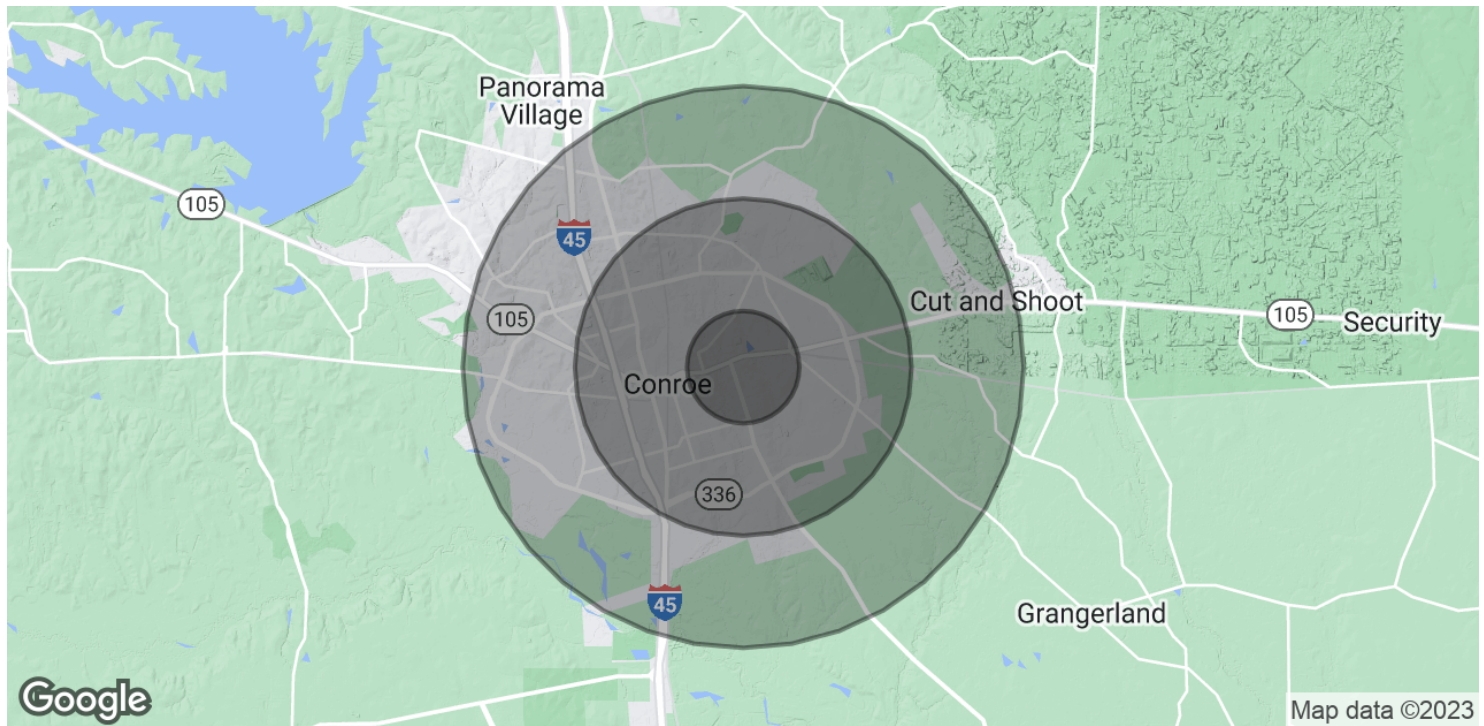 Panorama
Village
105
45
Cut and Shoot
105
105
Security
Conroe
336
45
Grangerland
Google
Map data ©2023